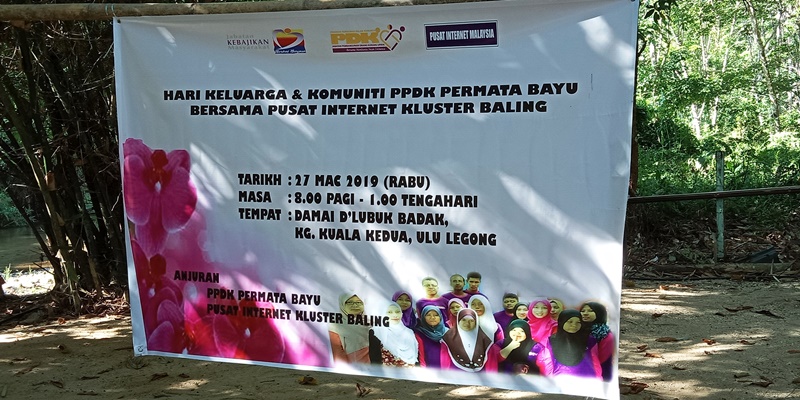 Jabatan
KEBAJIKAN
Masyarakat
PDK
PUSAT INTERNET MALAYSIA
HARI KELUARGA & KOMUNITI PPDK PERMATA BAYU
BERSAMA PUSAT INTERNET KLUSTER BALING
TARIKH : 27 MAC 2019 (RABU)
MASA : 8.00 PAGI - 1.00 TENGAHARI
TEMPAT : DAMAI D'LUBUK BADAK,
KG. KUALA KEDUA, ULU LEGONG
ANJURAN
PPDK PERMATA BAYU
PUSAT INTERNET KLUSTER BALING